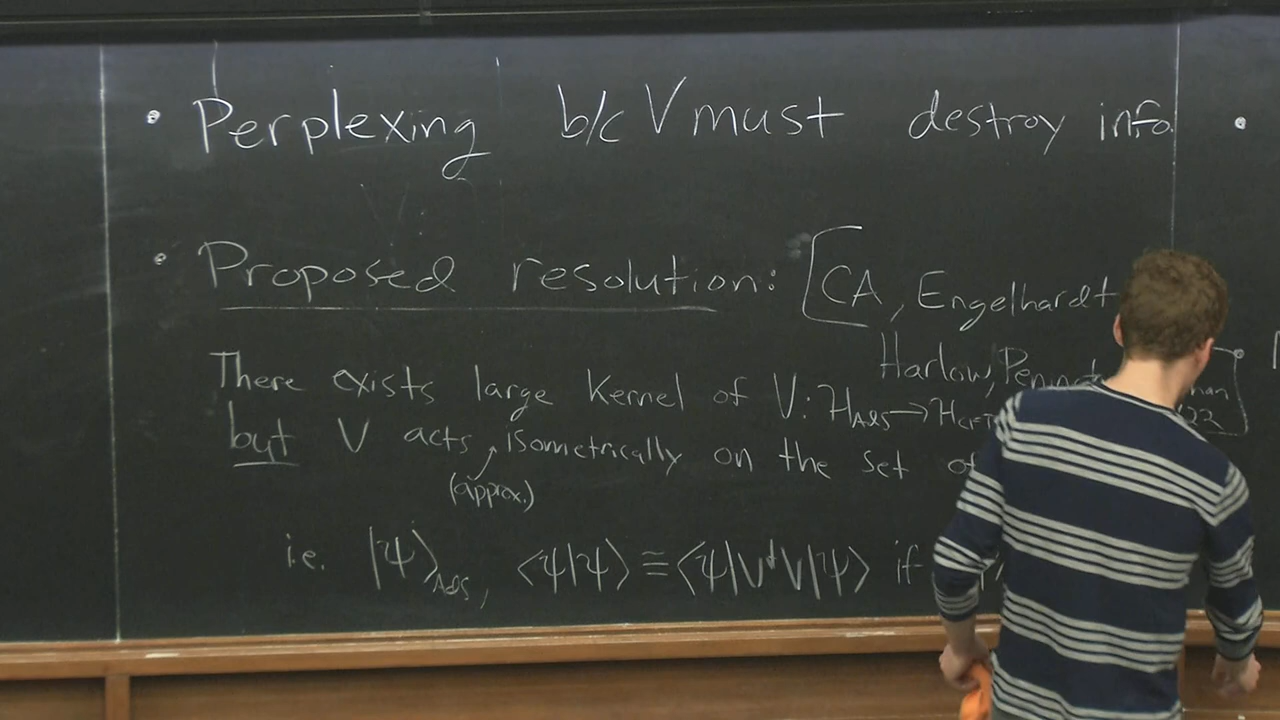 • Perplexing b/c V must destroy info.
• Proposed resolution: [CA, Engelhardt
Harlow,
'22]
There exists large Kernel of V: H_AdS → H_CFT
but V acts isometrically on the set of
(approx.)
i.e. |ψ⟩_AdS, ⟨ψ|ψ⟩ ≅ ⟨ψ|V†V|ψ⟩ if